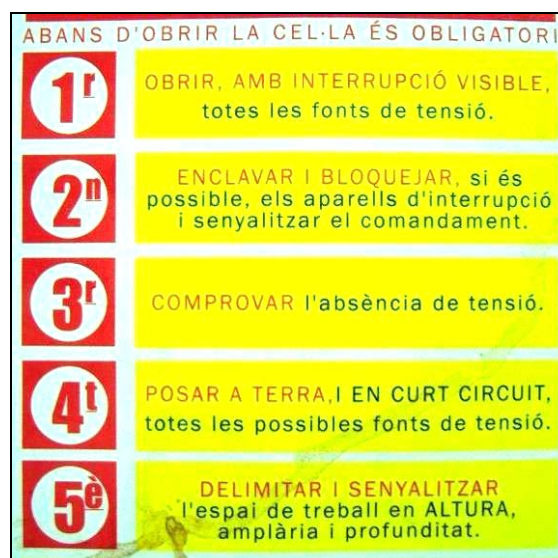 ABANS D'OBRIR LA CEL·LA ÉS OBLIGATORI
1r
OBRIR, AMB INTERRUPCIÓ VISIBLE,
totes les fonts de tensió.
2n
ENCLAVAR I BLOQUEJAR, si és
possible, els aparells d'interrupció
i senyalitzar el comandament.
3r
COMPROVAR l'absència de tensió.
4t
POSAR A TERRA,I EN CURT CIRCUIT,
totes les possibles fonts de tensió.
5è
DELIMITAR I SENYALITZAR
l'espai de treball en ALTURA,
amplària i profunditat.